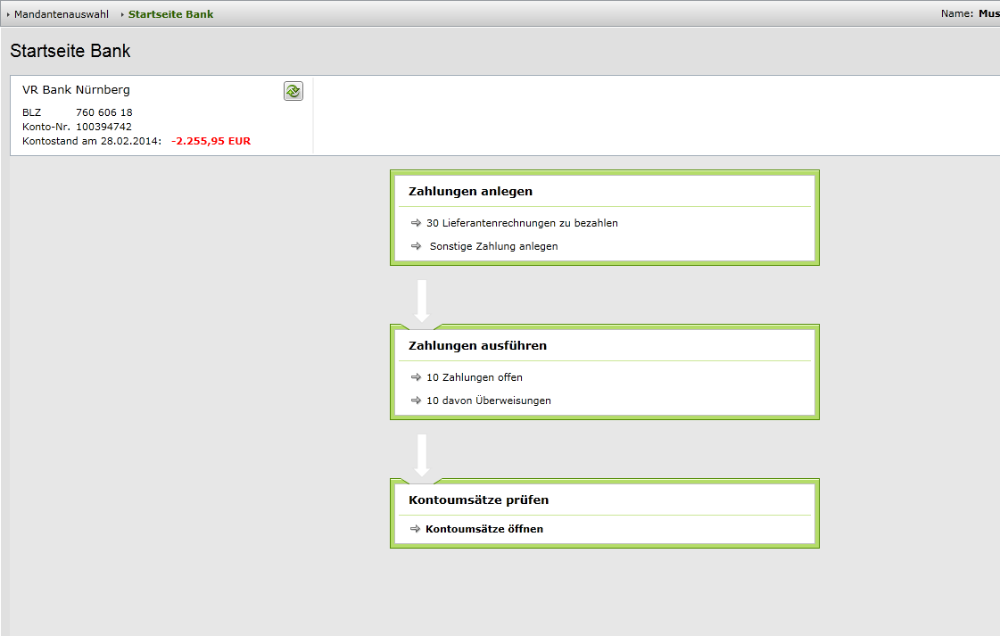 Mandantenauswahl Startseite Bank Name: Mus
Startseite Bank
VR Bank Nürnberg
BLZ 760 606 18
Konto-Nr. 100394742
Kontostand am 28.02.2014: -2.255,95 EUR
Zahlungen anlegen
30 Lieferantenrechnungen zu bezahlen
Sonstige Zahlung anlegen
Zahlungen ausführen
10 Zahlungen offen
10 davon Überweisungen
Kontoumsätze prüfen
Kontoumsätze öffnen